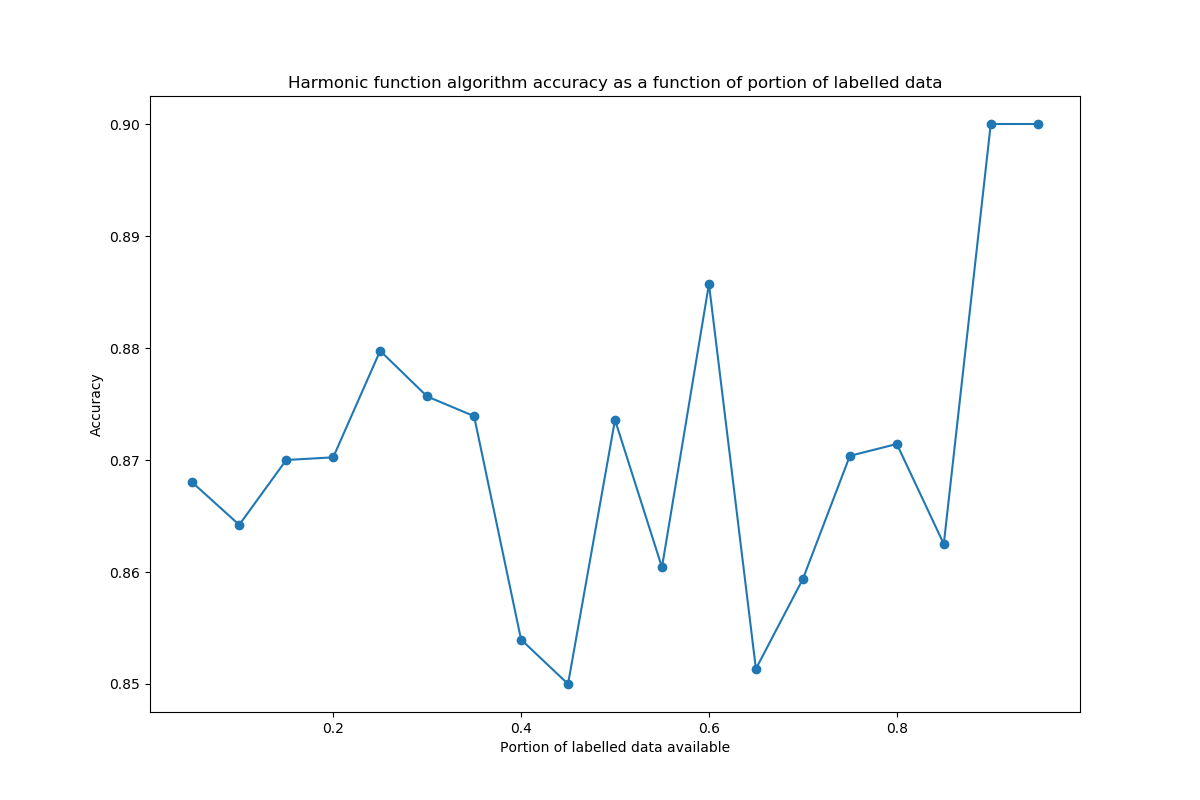 Harmonic function algorithm accuracy as a function of portion of labelled data
0.90
0.89
0.88
0.87
0.86
0.85
Accuracy
0.2 0.4 0.6 0.8
Portion of labelled data available